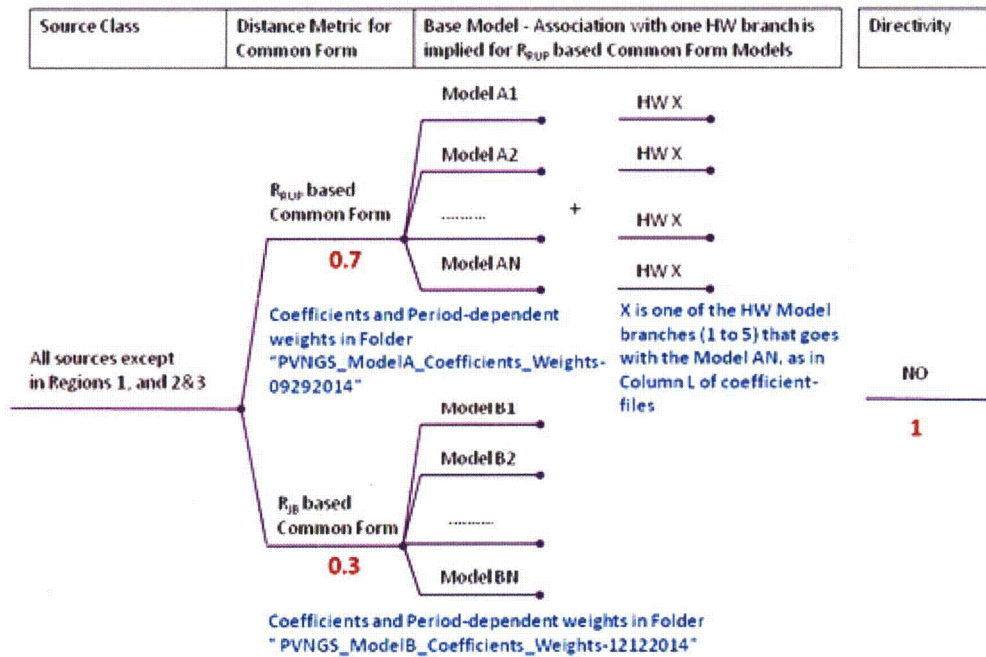 Source Class
Distance Metric for
Common Form
Base Model - Association with one HW branch is
implied for RRUP based Common Form Models
Directivity
Model A1
HW X
Model A2
HW X
RRUP based
Common Form
..........
+
HW X
0.7
Model AN
HW X
Coefficients and Period-dependent
weights in Folder
"PVNGS_ModelA_Coefficients_Weights-
09292014"
X is one of the HW Model
branches (1 to 5) that goes
with the Model AN, as in
Column L of coefficient-
files
All sources except
in Regions 1, and 2&3
NO
1
Model B1
Model B2
RJB based
Common Form
..........
0.3
Model BN
Coefficients and Period-dependent weights in Folder
" PVNGS_ModelB_Coefficients_Weights-12122014"